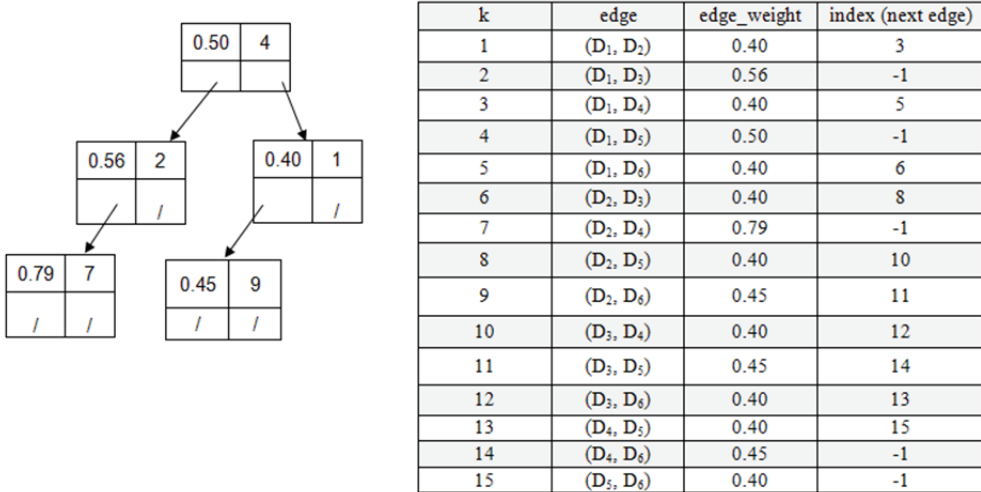 0.50 4
0.56 2
/
0.40 1
/
0.79 7
/ /
0.45 9
/ /
k edge edge_weight index (next edge)
1 (D₁, D₂) 0.40 3
2 (D₁, D₃) 0.56 -1
3 (D₁, D₄) 0.40 5
4 (D₁, D₅) 0.50 -1
5 (D₁, D₆) 0.40 6
6 (D₂, D₃) 0.40 8
7 (D₂, D₄) 0.79 -1
8 (D₂, D₅) 0.40 10
9 (D₂, D₆) 0.45 11
10 (D₃, D₄) 0.40 12
11 (D₃, D₅) 0.45 14
12 (D₃, D₆) 0.40 13
13 (D₄, D₅) 0.40 15
14 (D₄, D₆) 0.45 -1
15 (D₅, D₆) 0.40 -1